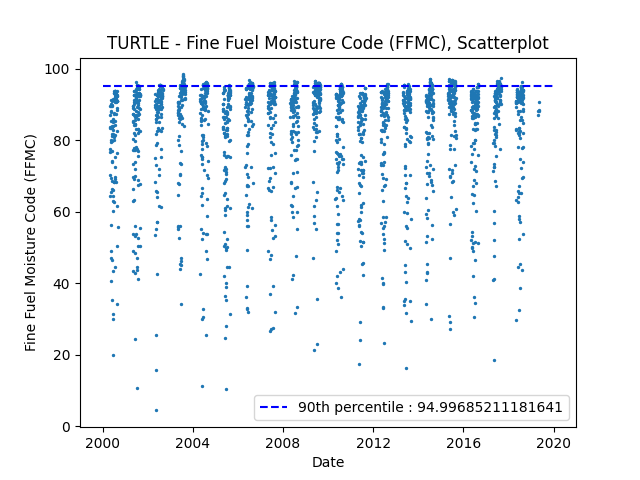 TURTLE - Fine Fuel Moisture Code (FFMC), Scatterplot
Fine Fuel Moisture Code (FFMC)
100
80
60
40
20
0
90th percentile : 94.99685211181641
2000 2004 2008 2012 2016 2020
Date